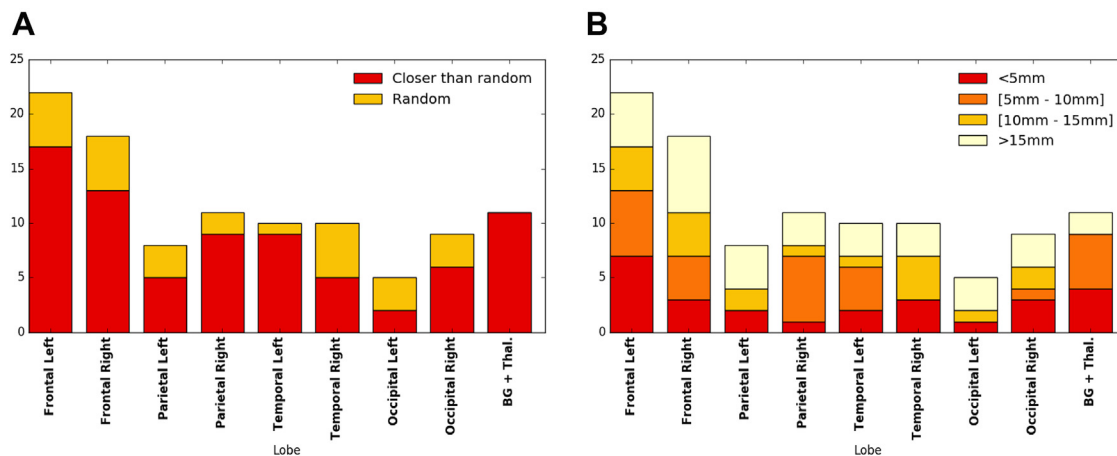 A
25
20
15
10
5
0
Closer than random
Random
Frontal Left
Frontal Right
Parietal Left
Parietal Right
Temporal Left
Temporal Right
Occipital Left
Occipital Right
BG + Thal.
Lobe
B
25
20
15
10
5
0
<5mm
[5mm - 10mm]
[10mm - 15mm]
>15mm
Frontal Left
Frontal Right
Parietal Left
Parietal Right
Temporal Left
Temporal Right
Occipital Left
Occipital Right
BG + Thal.
Lobe